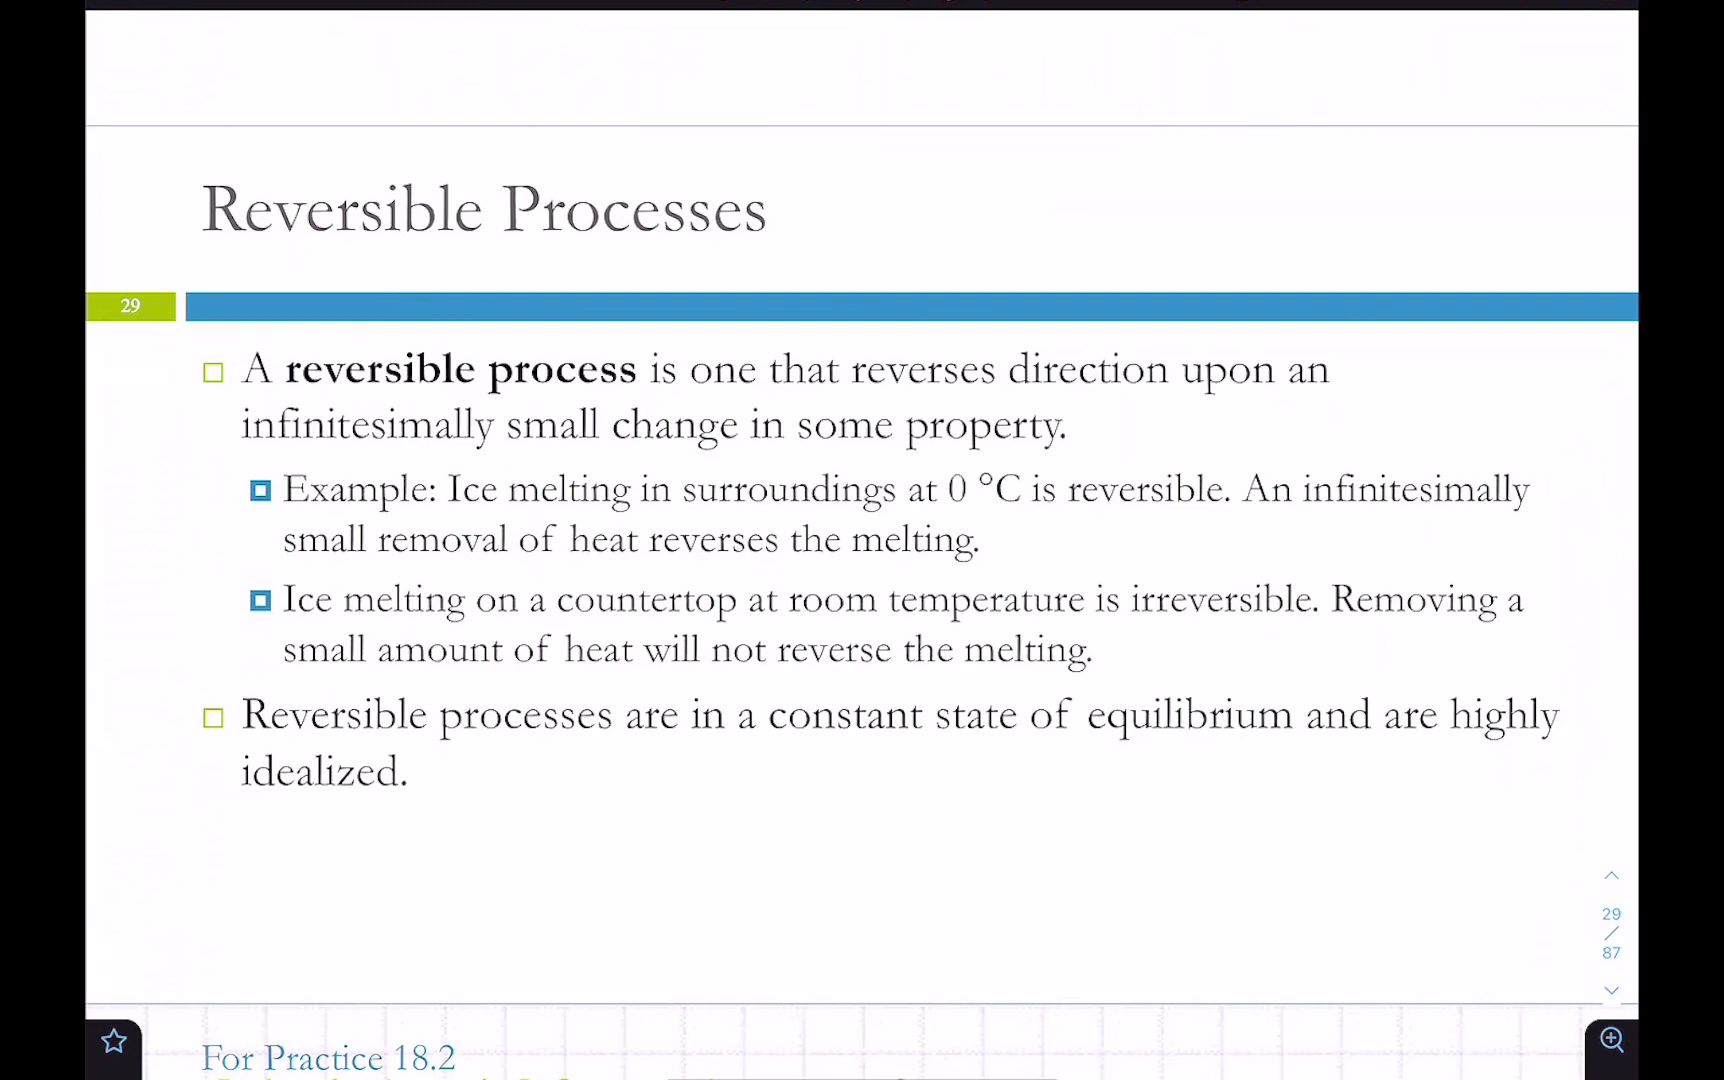 Reversible Processes
29
A reversible process is one that reverses direction upon an
infinitesimally small change in some property.
Example: Ice melting in surroundings at 0 °C is reversible. An infinitesimally
small removal of heat reverses the melting.
Ice melting on a countertop at room temperature is irreversible. Removing a
small amount of heat will not reverse the melting.
Reversible processes are in a constant state of equilibrium and are highly
idealized.
29
/
87
For Practice 18.2